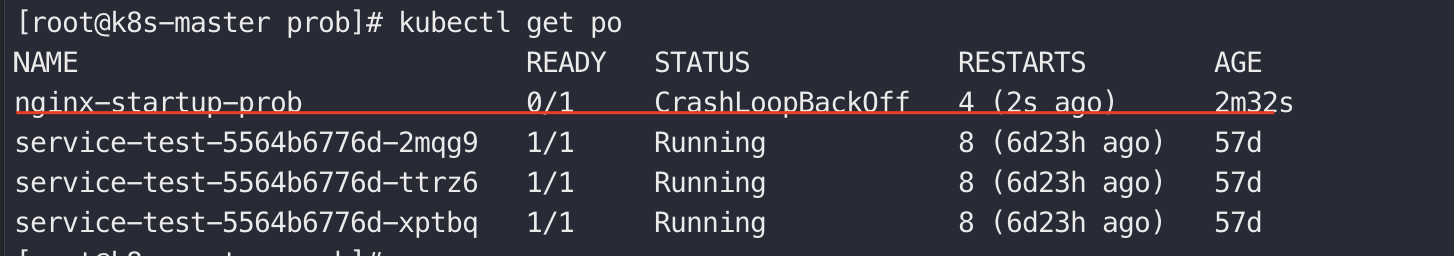 [root@k8s-master prob]# kubectl get po
NAME                            READY   STATUS             RESTARTS        AGE
nginx-startup-prob              0/1     CrashLoopBackOff   4 (2s ago)      2m32s
service-test-5564b6776d-2mqg9   1/1     Running            8 (6d23h ago)   57d
service-test-5564b6776d-ttrz6   1/1     Running            8 (6d23h ago)   57d
service-test-5564b6776d-xptbq   1/1     Running            8 (6d23h ago)   57d